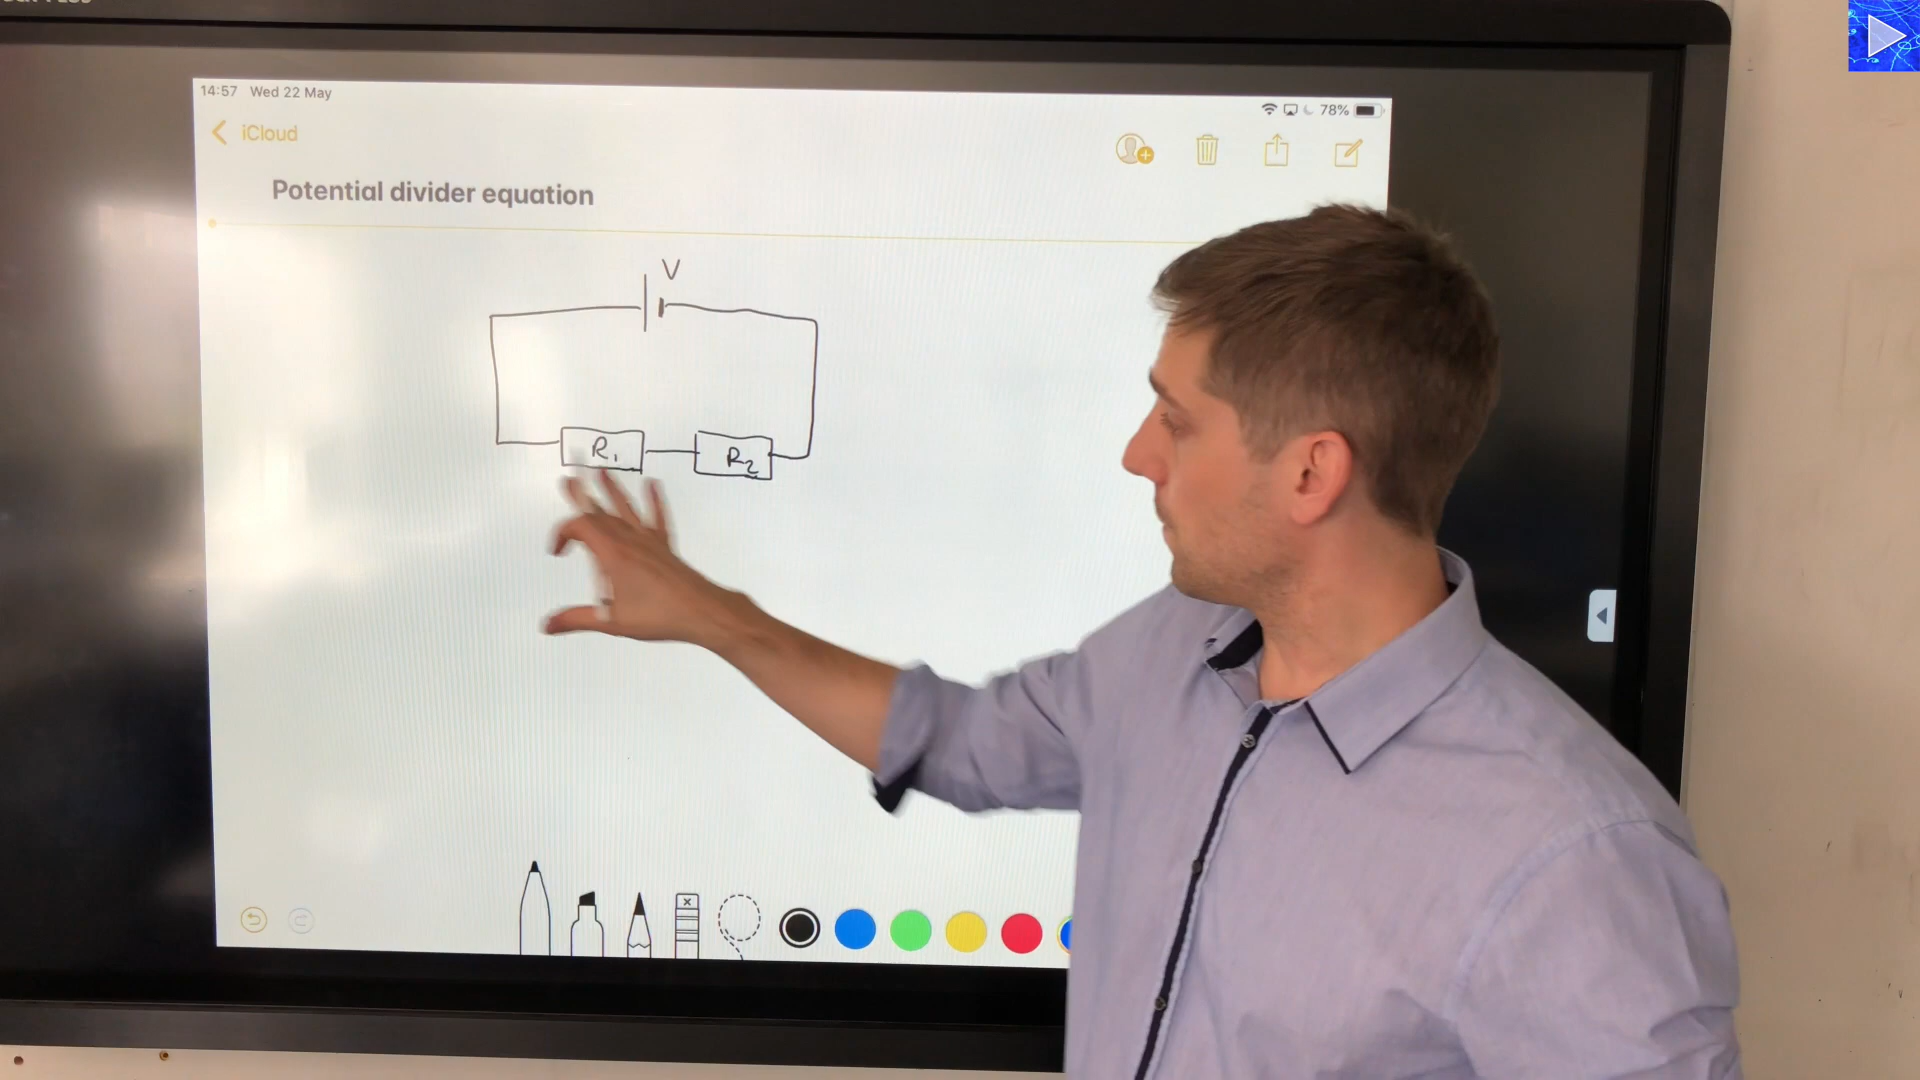 14:57 Wed 22 May
78%
iCloud
Potential divider equation
V
R₁
R₂